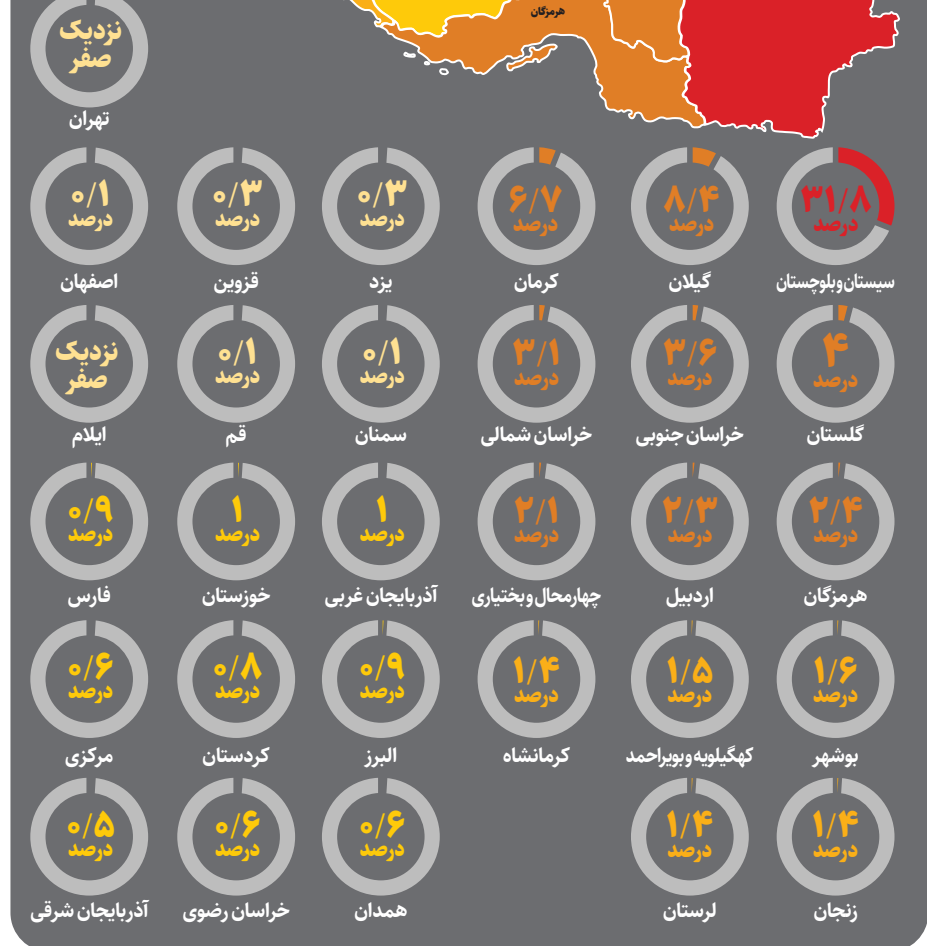 هرمزگان
نزدیک
صفر
تهران
۳۱/۸
درصد
سیستان‌وبلوچستان
۸/۴
درصد
گیلان
۶/۷
درصد
کرمان
۰/۳
درصد
یزد
۰/۳
درصد
قزوین
۰/۱
درصد
اصفهان
۴
درصد
گلستان
۳/۶
درصد
خراسان جنوبی
۳/۱
درصد
خراسان شمالی
۰/۱
درصد
سمنان
۰/۱
درصد
قم
نزدیک
صفر
ایلام
۲/۴
درصد
هرمزگان
۲/۳
درصد
اردبیل
۲/۱
درصد
چهارمحال‌وبختیاری
۱
درصد
آذربایجان غربی
۱
درصد
خوزستان
۰/۹
درصد
فارس
۱/۶
درصد
بوشهر
۱/۵
درصد
کهگیلویه‌وبویراحمد
۱/۴
درصد
کرمانشاه
۰/۹
درصد
البرز
۰/۸
درصد
کردستان
۰/۶
درصد
مرکزی
۱/۴
درصد
زنجان
۱/۴
درصد
لرستان
۰/۶
درصد
همدان
۰/۶
درصد
خراسان رضوی
۰/۵
درصد
آذربایجان شرقی